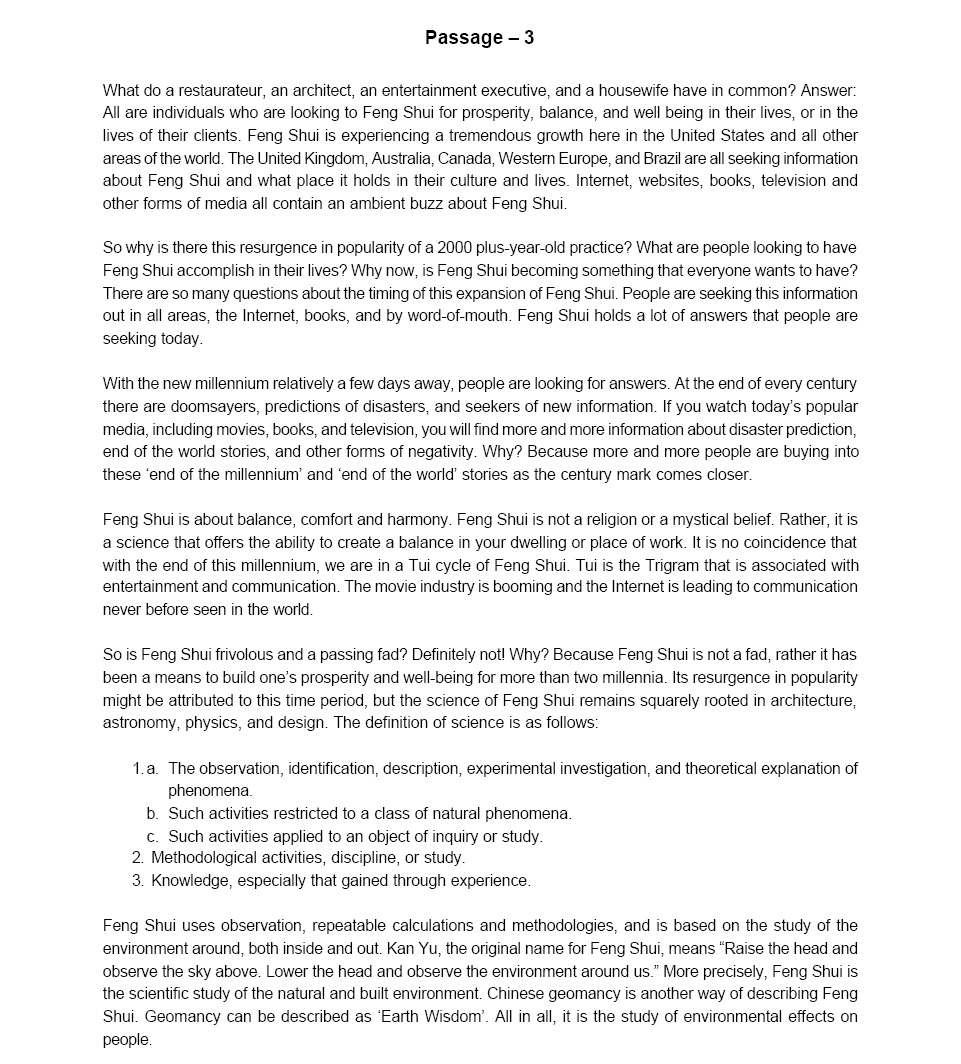 Passage – 3
What do a restaurateur, an architect, an entertainment executive, and a housewife have in common? Answer:
All are individuals who are looking to Feng Shui for prosperity, balance, and well being in their lives, or in the
lives of their clients. Feng Shui is experiencing a tremendous growth here in the United States and all other
areas of the world. The United Kingdom, Australia, Canada, Western Europe, and Brazil are all seeking information
about Feng Shui and what place it holds in their culture and lives. Internet, websites, books, television and
other forms of media all contain an ambient buzz about Feng Shui.
So why is there this resurgence in popularity of a 2000 plus-year-old practice? What are people looking to have
Feng Shui accomplish in their lives? Why now, is Feng Shui becoming something that everyone wants to have?
There are so many questions about the timing of this expansion of Feng Shui. People are seeking this information
out in all areas, the Internet, books, and by word-of-mouth. Feng Shui holds a lot of answers that people are
seeking today.
With the new millennium relatively a few days away, people are looking for answers. At the end of every century
there are doomsayers, predictions of disasters, and seekers of new information. If you watch today's popular
media, including movies, books, and television, you will find more and more information about disaster prediction,
end of the world stories, and other forms of negativity. Why? Because more and more people are buying into
these ‘end of the millennium’ and ‘end of the world’ stories as the century mark comes closer.
Feng Shui is about balance, comfort and harmony. Feng Shui is not a religion or a mystical belief. Rather, it is
a science that offers the ability to create a balance in your dwelling or place of work. It is no coincidence that
with the end of this millennium, we are in a Tui cycle of Feng Shui. Tui is the Trigram that is associated with
entertainment and communication. The movie industry is booming and the Internet is leading to communication
never before seen in the world.
So is Feng Shui frivolous and a passing fad? Definitely not! Why? Because Feng Shui is not a fad, rather it has
been a means to build one's prosperity and well-being for more than two millennia. Its resurgence in popularity
might be attributed to this time period, but the science of Feng Shui remains squarely rooted in architecture,
astronomy, physics, and design. The definition of science is as follows:
1. a. The observation, identification, description, experimental investigation, and theoretical explanation of
phenomena.
b. Such activities restricted to a class of natural phenomena.
c. Such activities applied to an object of inquiry or study.
2. Methodological activities, discipline, or study.
3. Knowledge, especially that gained through experience.
Feng Shui uses observation, repeatable calculations and methodologies, and is based on the study of the
environment around, both inside and out. Kan Yu, the original name for Feng Shui, means “Raise the head and
observe the sky above. Lower the head and observe the environment around us.” More precisely, Feng Shui is
the scientific study of the natural and built environment. Chinese geomancy is another way of describing Feng
Shui. Geomancy can be described as ‘Earth Wisdom’. All in all, it is the study of environmental effects on
people.